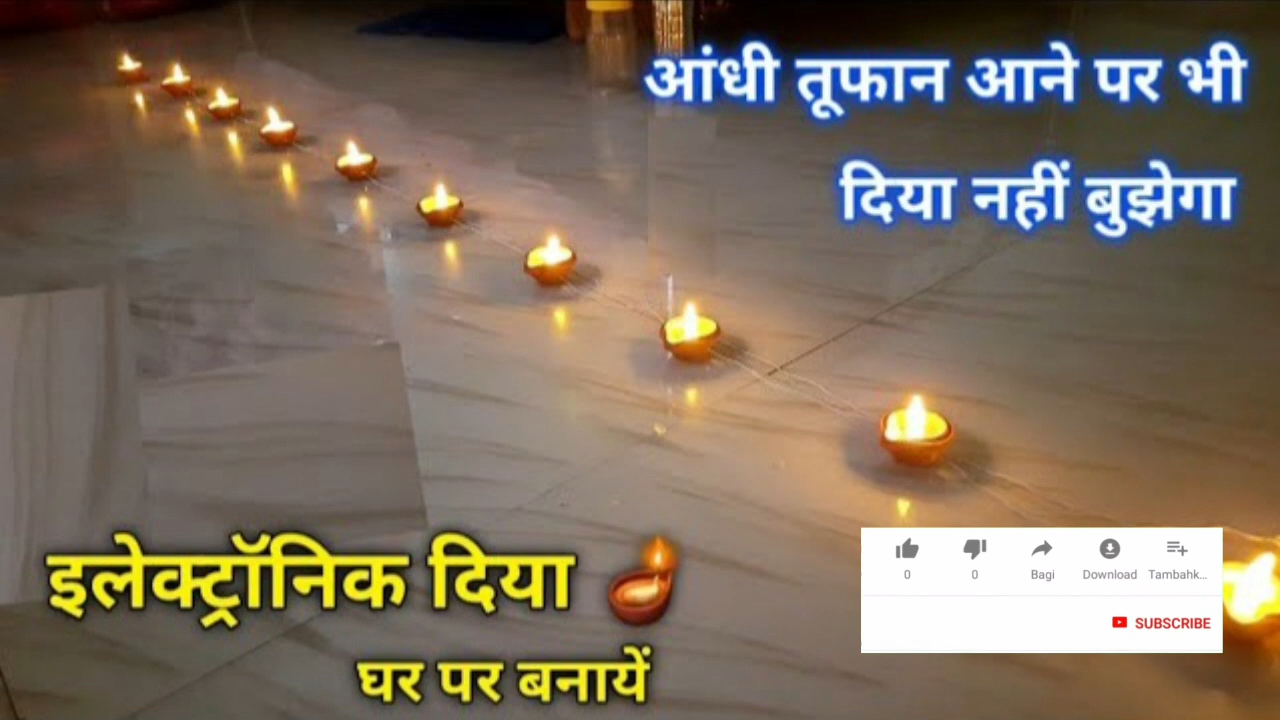 आंधी तूफान आने पर भी
दिया नहीं बुझेगा
इलेक्ट्रॉनिक दिया
घर पर बनायें
0 0 Bagi Download Tambahk...
SUBSCRIBE